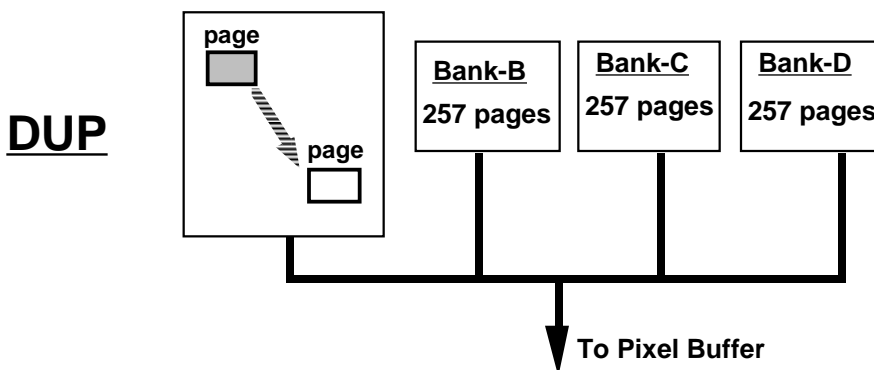 DUP
page
page
Bank-B
257 pages
Bank-C
257 pages
Bank-D
257 pages
To Pixel Buffer